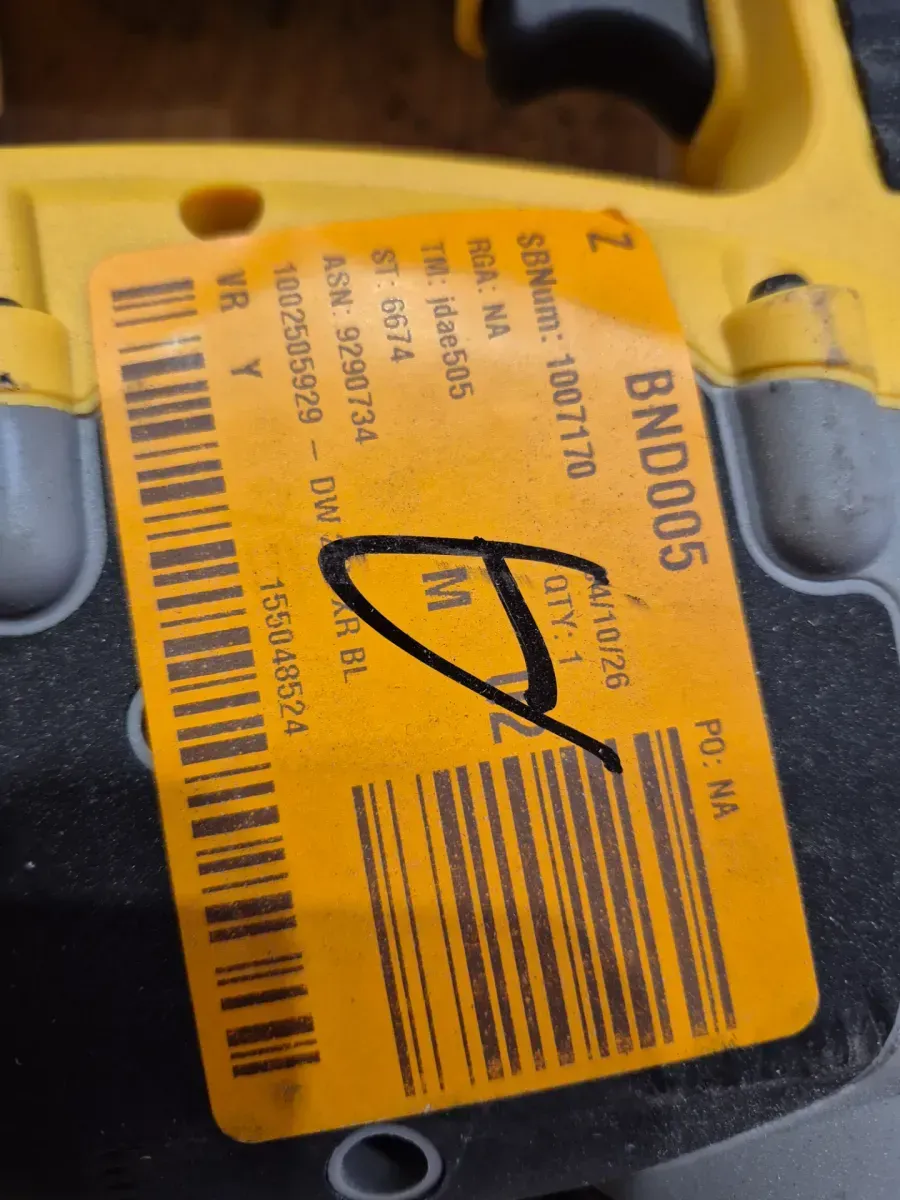 Z
BND005
PO: NA
SBNum: 1007170
/10/26
RGA: NA
QTY: 1
TM: jdae505
ST: 6674
M
ASN: 9290734
1002505929 - DW XR BL
VR Y
155048524
A